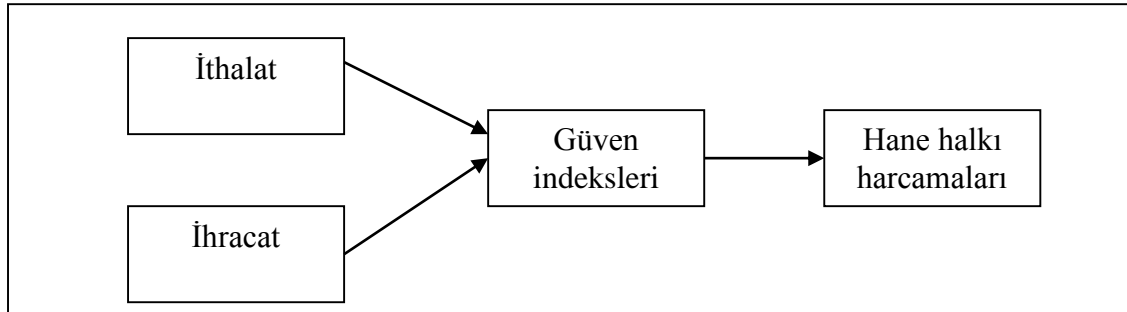 İthalat
Güven
indeksleri
Hane halkı
harcamaları
İhracat